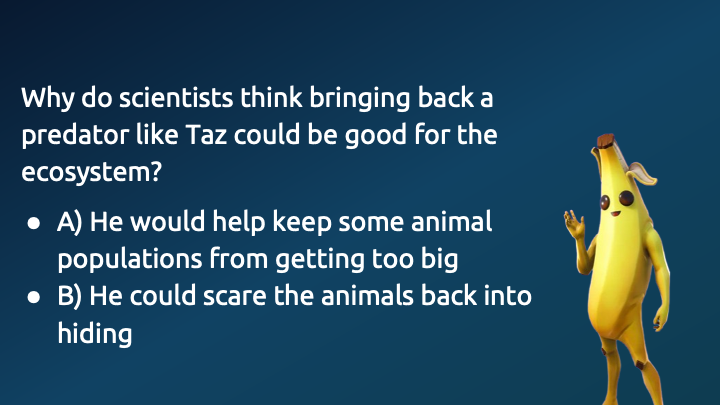 Why do scientists think bringing back a
predator like Taz could be good for the
ecosystem?
● A) He would help keep some animal
populations from getting too big
● B) He could scare the animals back into
hiding